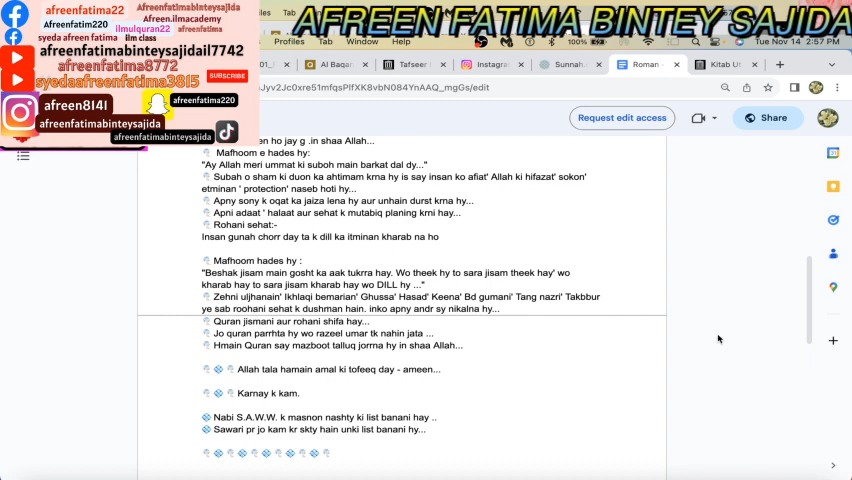 afreenfatima22
Afreenfatimabinteysajida
Afreenfatima220
Afreen.ilmacademy
ilmulquran22
syeda afreen fatima
ilm class
afreenfatima
afreenfatimabinteysajidail7742
afreenfatima8772
syedaafreenfatima3815
SUBSCRIBE
afreen8141
afreenfatima220
afreenfatimabinteysajida
afreenfatimabinteysajida
AFREEN FATIMA BINTEY SAJIDA
Profiles Tab Window Help
100%
Tue Nov 14 2:57 PM
Al Baqar
Tafseer
Instagra
Sunnah.
Roman -
Kitab Ut
Jyv2Jc0xre51mfqsPlfXK8vbN084YnAAQ_mgGs/edit
Request edit access
Share
en ho jay g .in shaa Allah...
Mafhoom e hades hy:
"Ay Allah meri ummat ki suboh main barkat dal dy..."
Subah o sham ki duon ka ahtimam krna hy is say insan ko afiat' Allah ki hifazat' sokon'
etminan ' protection' naseb hoti hy...
Apny sony k oqat ka jaiza lena hy aur unhain durst krna hy...
Apni adaat ' halaat aur sehat k mutabiq planing krni hay...
Rohani sehat:-
Insan gunah chorr day ta k dill ka itminan kharab na ho
Mafhoom hades hy :
"Beshak jisam main gosht ka aak tukrra hay. Wo theek hy to sara jisam theek hay' wo
kharab hay to sara jisam kharab hay wo DILL hy ..."
Zehni uljhanain' Ikhlaqi bemarian' Ghussa' Hasad' Keena' Bd gumani' Tang nazri' Takbbur
ye sab roohani sehat k dushman hain. inko apny andr sy nikalna hy...
Quran jismani aur rohani shifa hay...
Jo quran parrhta hy wo razeel umar tk nahin jata ...
Hmain Quran say mazboot talluq jorrna hy in shaa Allah...
Allah tala hamain amal ki tofeeq day - ameen...
Karnay k kam.
Nabi S.A.W.W. k masnon nashty ki list banani hay ..
Sawari pr jo kam kr skty hain unki list banani hy...